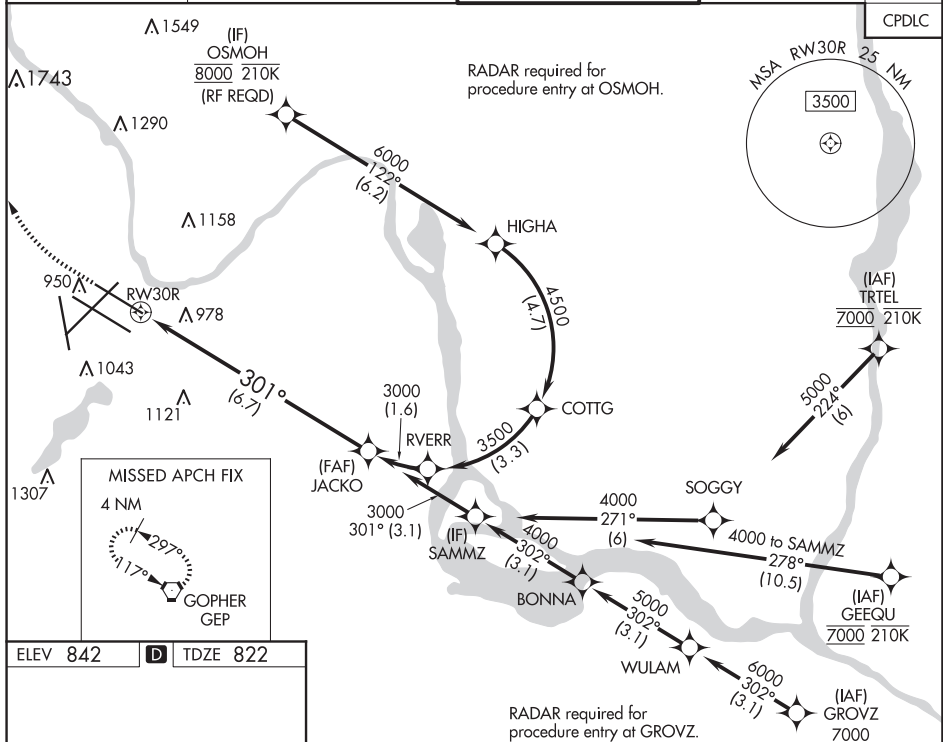 CPDLC
1549
(IF)
OSMOH
8000 210K
(RF REQD)
RADAR required for
procedure entry at OSMOH.
MSA RW30R 25 NM
3500
1743
1290
6000
122°
(6.2)
1158
HIGHA
4500
(4.7)
950
RW30R
978
(IAF)
TRTEL
7000 210K
1043
301°
(6.7)
3000
(1.6)
COTTG
5000
224°
(6)
1121
RVERR
3500
(3.3)
(FAF)
JACKO
1307
MISSED APCH FIX
4 NM
297°
117°
GOPHER
GEP
3000
301° (3.1)
(IF)
SAMMZ
SOGGY
4000
271°
(6)
4000 to SAMMZ
278°
(10.5)
4000
302°
(3.1)
BONNA
(IAF)
GEEQU
7000 210K
5000
302°
(3.1)
WULAM
6000
302°
(3.1)
(IAF)
GROVZ
7000
ELEV 842 D TDZE 822
RADAR required for
procedure entry at GROVZ.